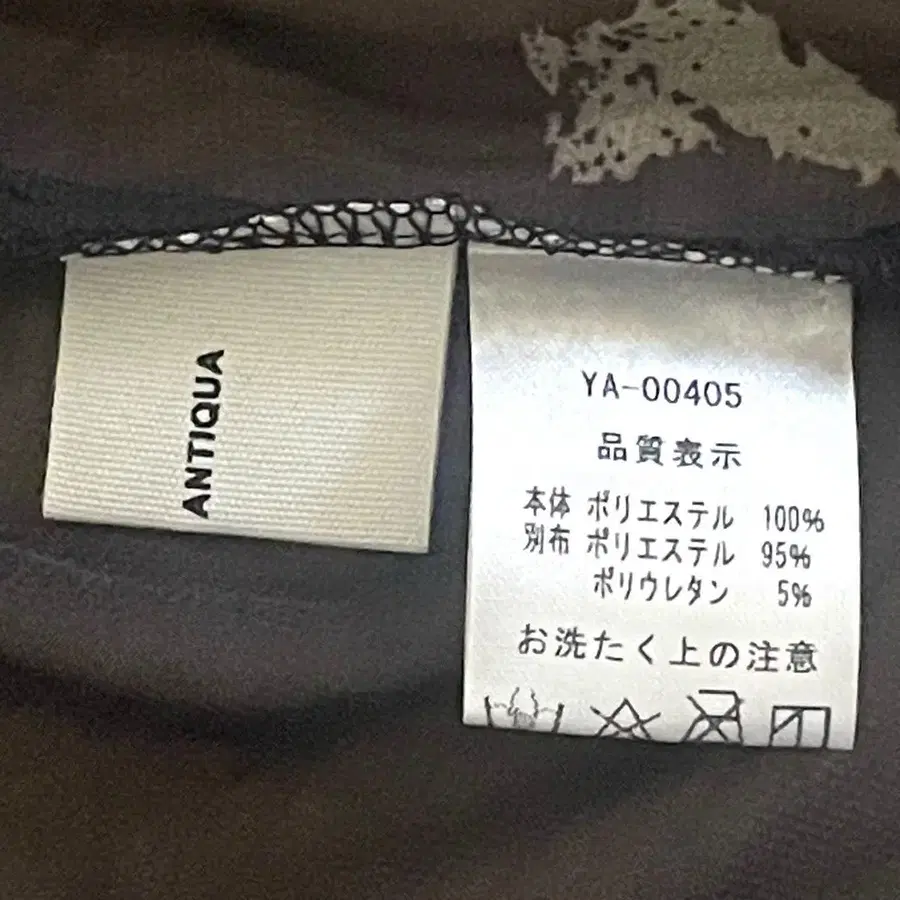 ANTIQUA
YA-00405
品質表示
本体 ポリエステル 100%
別布 ポリエステル 95%
ポリウレタン 5%
お洗たく上の注意